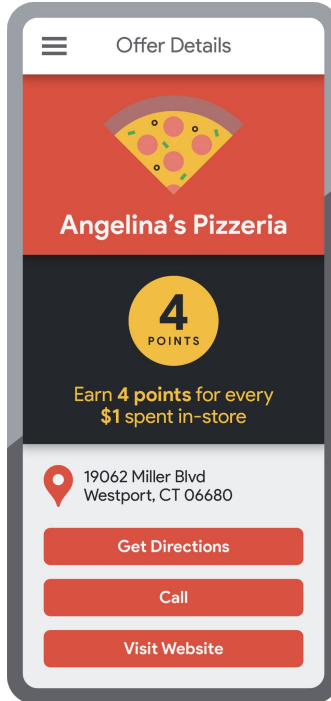 Offer Details
Angelina's Pizzeria
4
POINTS
Earn 4 points for every
$1 spent in-store
19062 Miller Blvd
Westport, CT 06680
Get Directions
Call
Visit Website